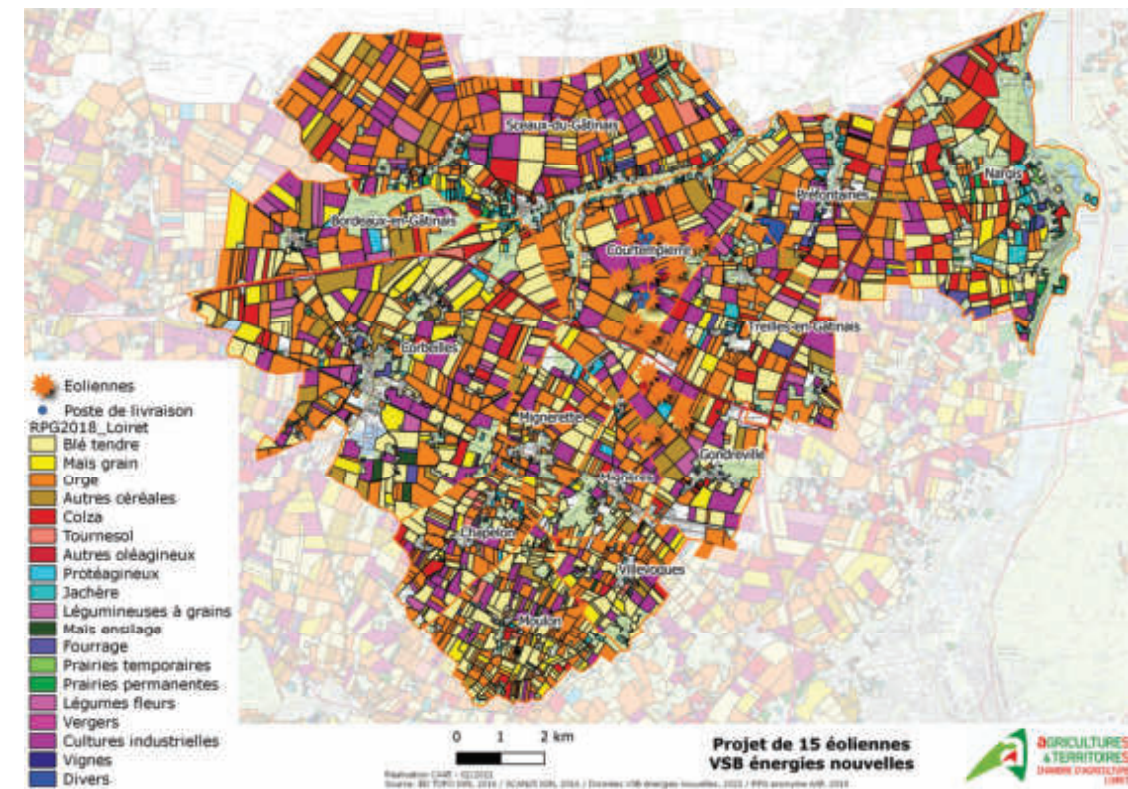 Sceaux-du-Gâtinais
Nargis
Préfontaines
Bordeaux-en-Gâtinais
Courtempierre
Treilles-en-Gâtinais
Corbeilles
Mignerette
Gondreville
Mignères
Chapelon
Villevoques
Moulon
Eoliennes
Poste de livraison
RPG2018_Loiret
Blé tendre
Maïs grain
Orge
Autres céréales
Colza
Tournesol
Autres oléagineux
Protéagineux
Jachère
Légumineuses à grains
Maïs ensilage
Fourrage
Prairies temporaires
Prairies permanentes
Légumes fleurs
Vergers
Cultures industrielles
Vignes
Divers
0 1 2 km
Projet de 15 éoliennes
VSB énergies nouvelles
AGRICULTURES
& TERRITOIRES
CHAMBRE D'AGRICULTURE
LOIRET